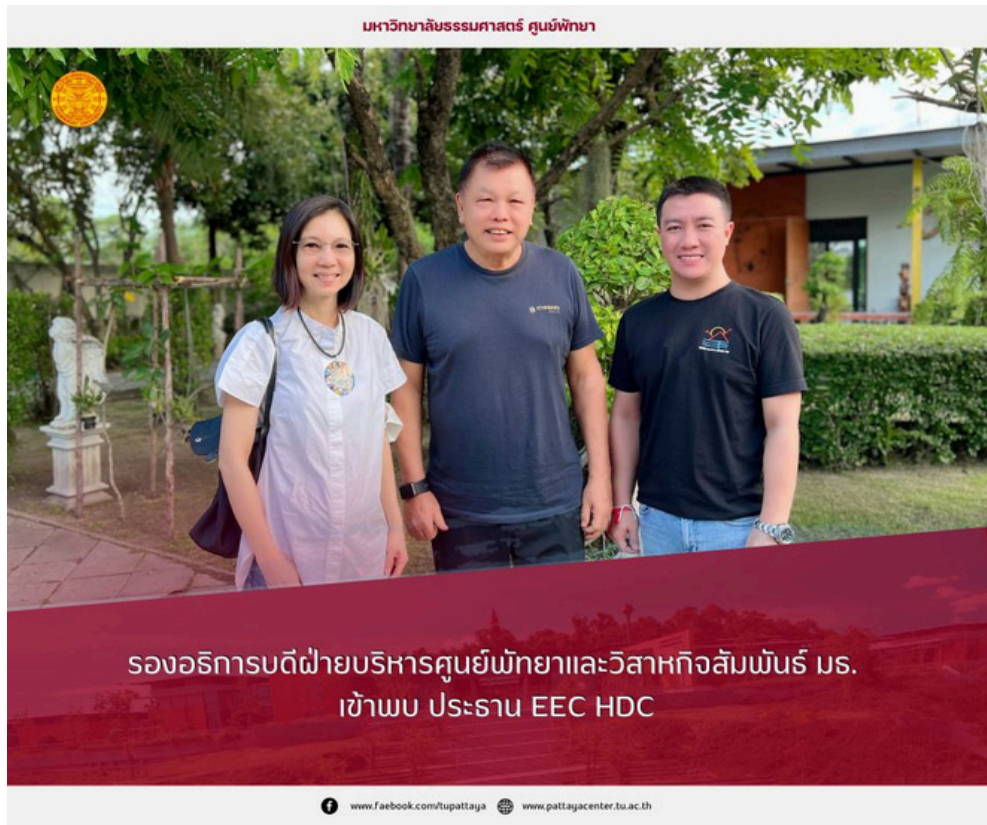 มหาวิทยาลัยธรรมศาสตร์ ศูนย์พัทยา
รองอธิการบดีฝ่ายบริหารศูนย์พัทยาและวิสาหกิจสัมพันธ์ มธ.
เข้าพบ ประธาน EEC HDC
www.faebook.com/tupattaya www.pattayacenter.tu.ac.th